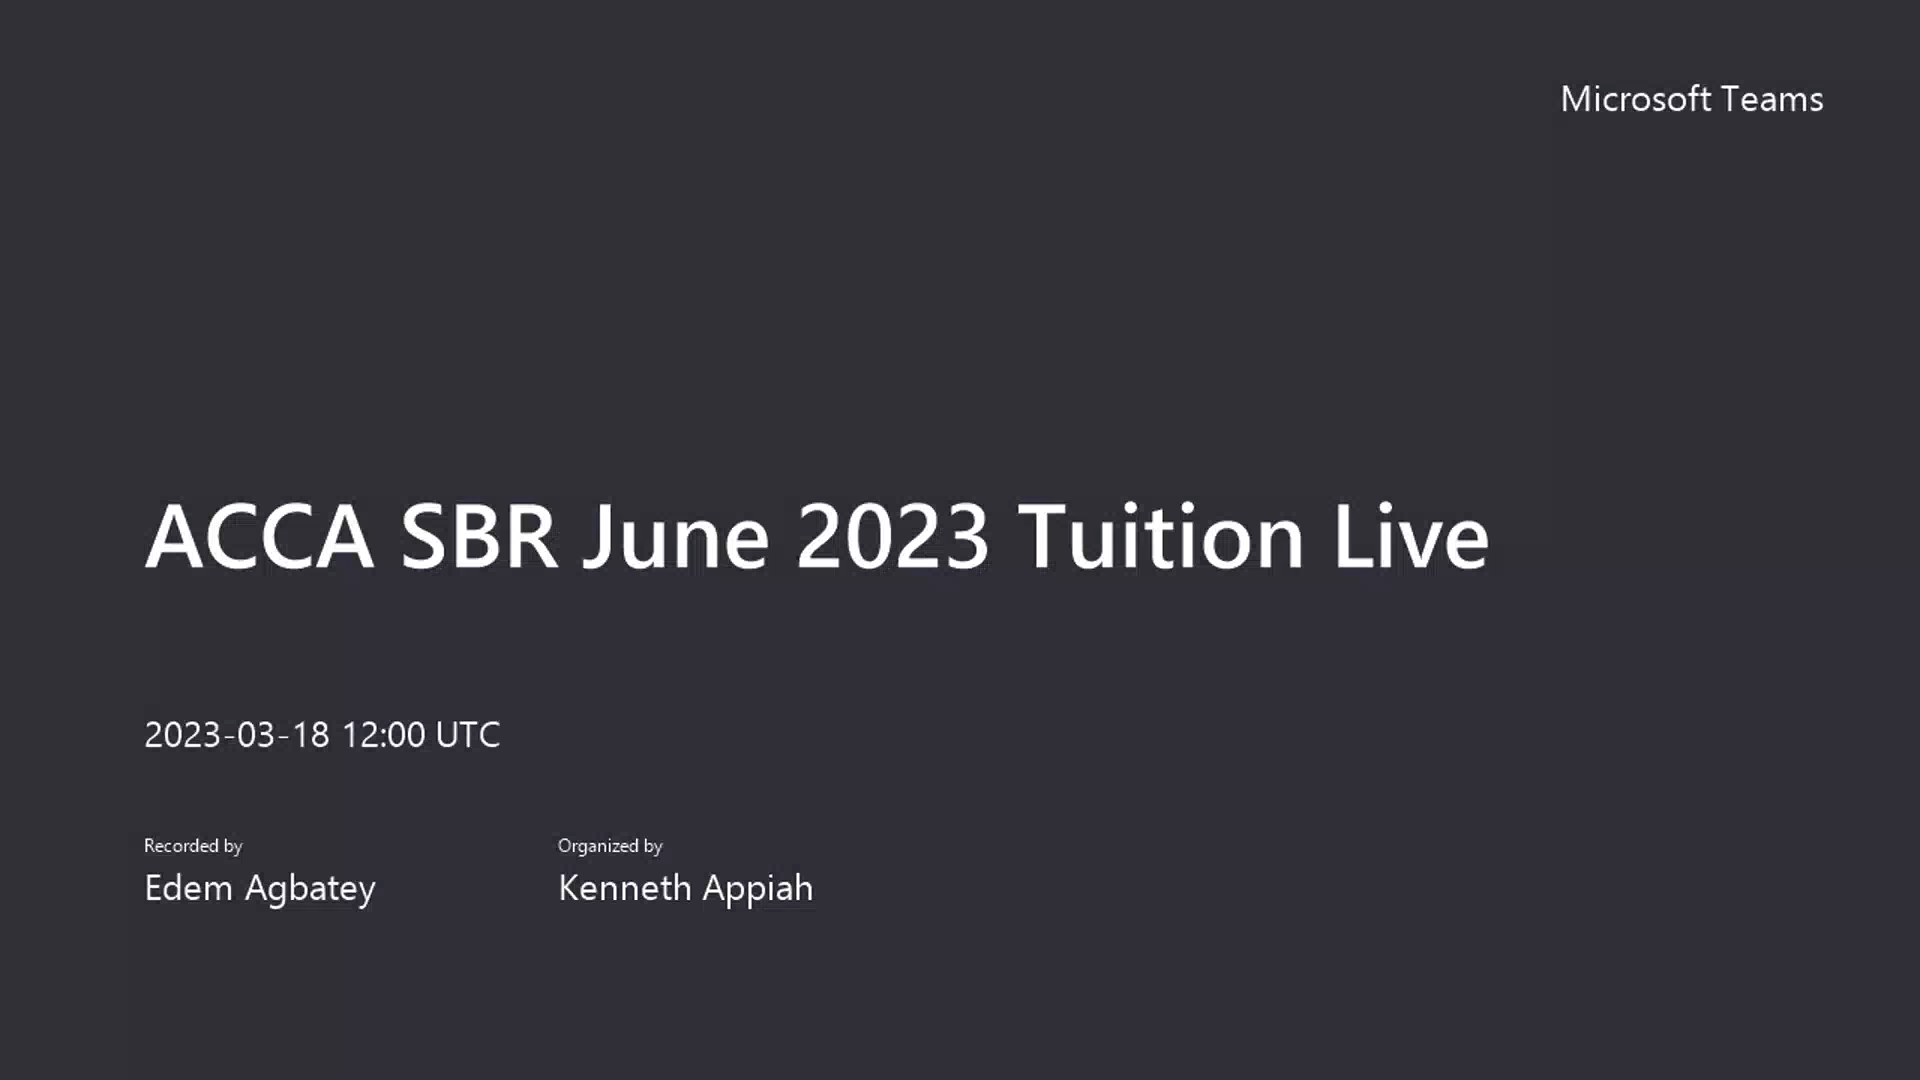 Microsoft Teams
ACCA SBR June 2023 Tuition Live
2023-03-18 12:00 UTC
Recorded by
Edem Agbatey
Organized by
Kenneth Appiah